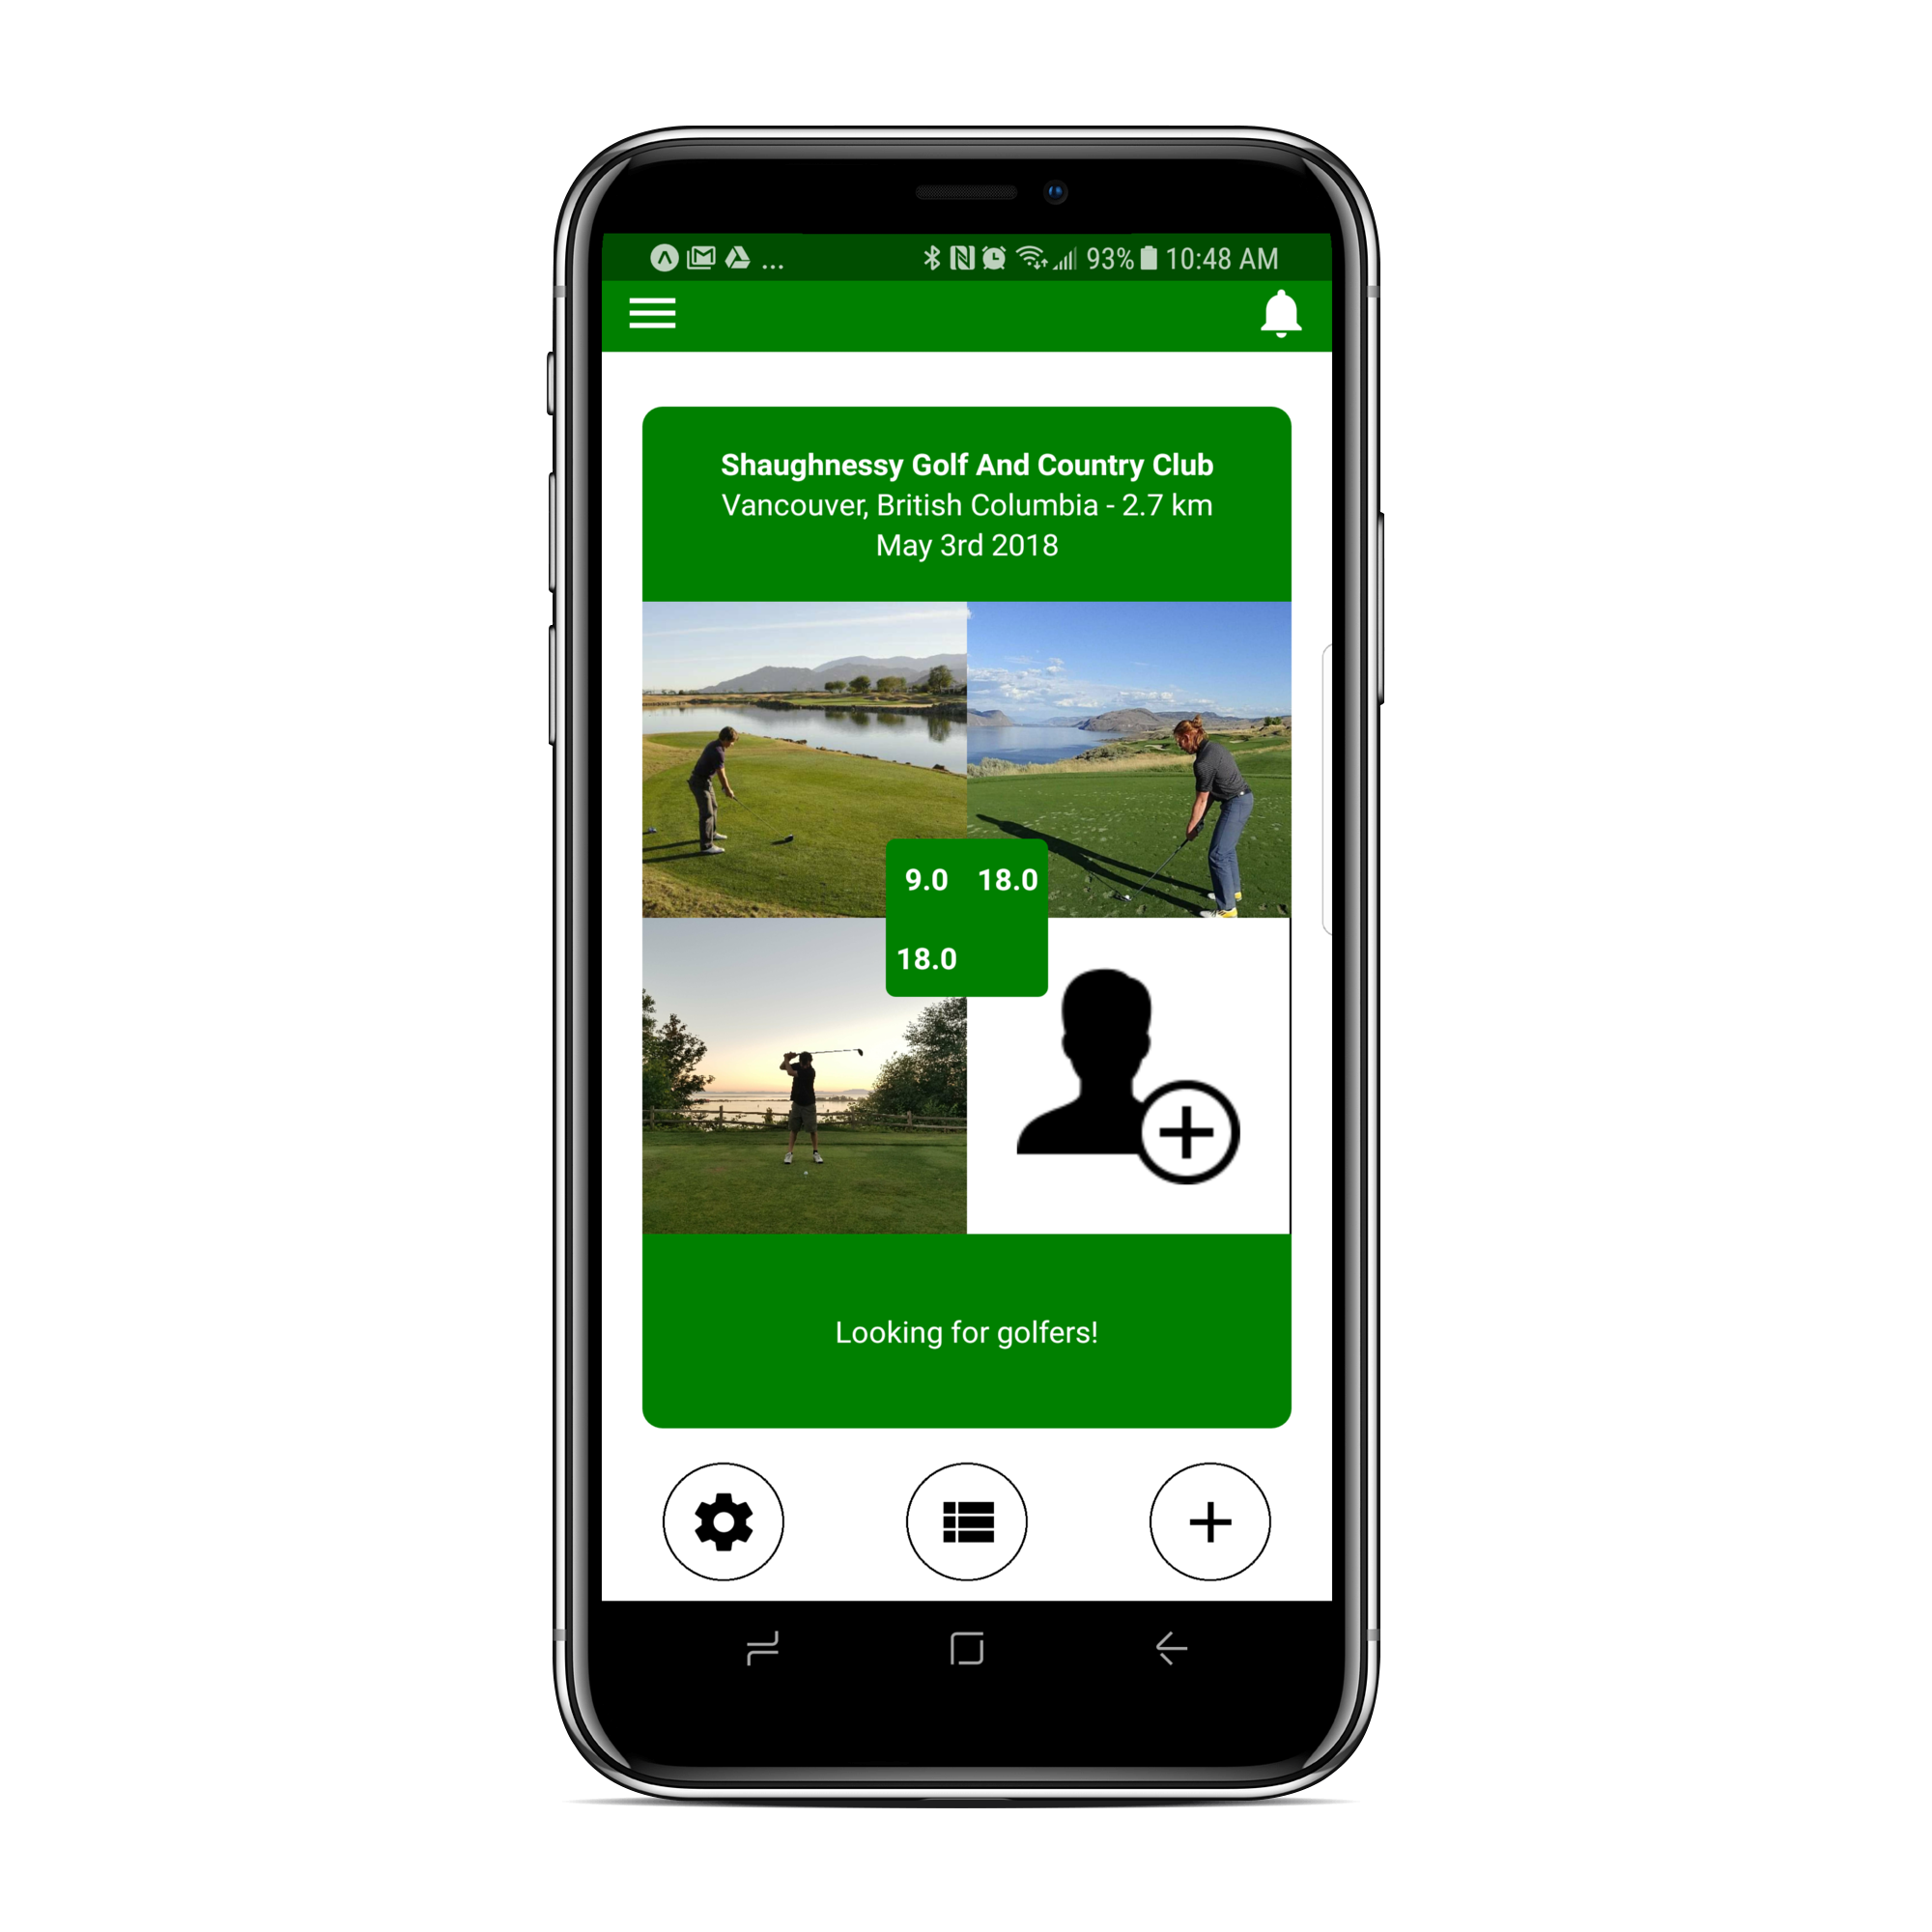 ... 93% 10:48 AM
Shaughnessy Golf And Country Club
Vancouver, British Columbia - 2.7 km
May 3rd 2018
9.0 18.0
18.0
Looking for golfers!